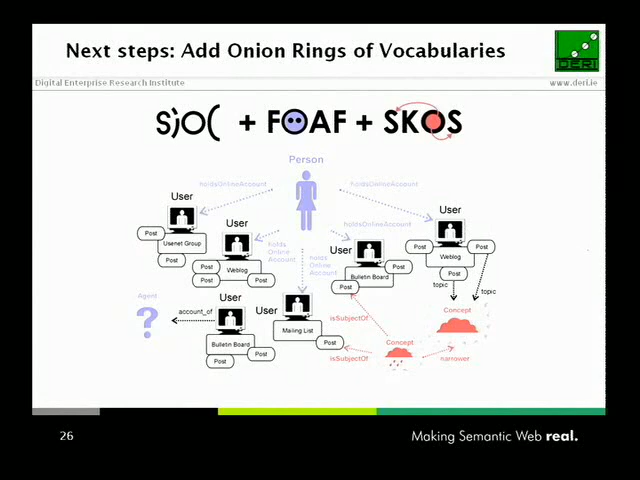 Next steps: Add Onion Rings of Vocabularies
DERI
Digital Enterprise Research Institute
www.deri.ie
sioc + FOAF + SKOS
Person
holdsOnlineAccount
holdsOnlineAccount
User
User
User
Post
Usenet Group
Post
holdsOnlineAccount
User
Post
Weblog
Post
Post
holds
Online
Account
holds
Online
Account
Bulletin Board
Post
Post
Post
Weblog
Post
Post
topic
topic
Agent
?
account_of
User
Bulletin Board
Post
Post
User
Mailing List
Post
isSubjectOf
isSubjectOf
Concept
narrower
Concept
26
Making Semantic Web real.